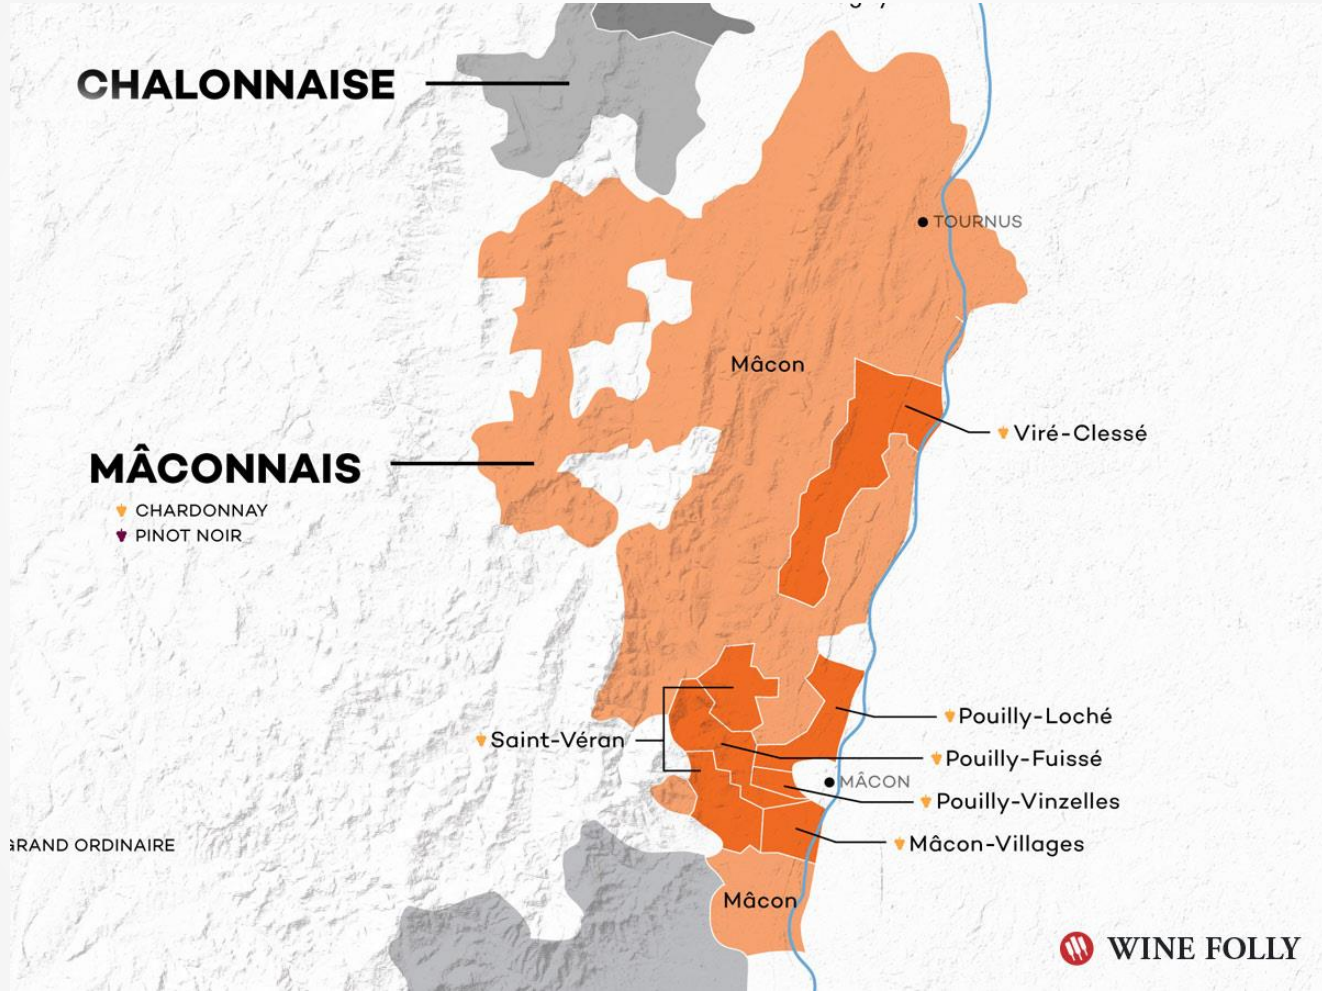 CHALONNAISE
TOURNUS
Mâcon
Viré-Clessé
MÂCONNAIS
CHARDONNAY
PINOT NOIR
Pouilly-Loché
Saint-Véran
Pouilly-Fuissé
MÂCON
Pouilly-Vinzelles
Mâcon-Villages
GRAND ORDINAIRE
Mâcon
WINE FOLLY